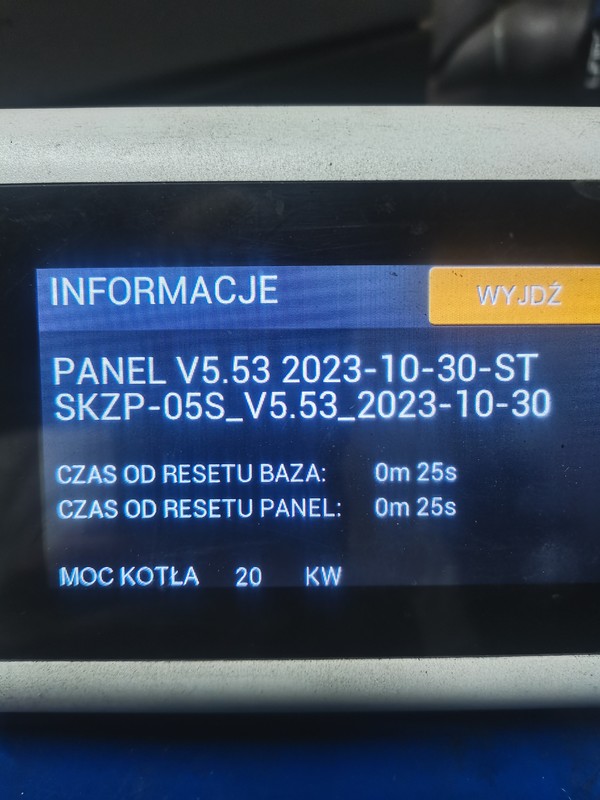 INFORMACJE
WYJDŹ
PANEL V5.53 2023-10-30-ST
SKZP-05S_V5.53_2023-10-30
CZAS OD RESETU BAZA: 0m 25s
CZAS OD RESETU PANEL: 0m 25s
MOC KOTŁA 20 KW